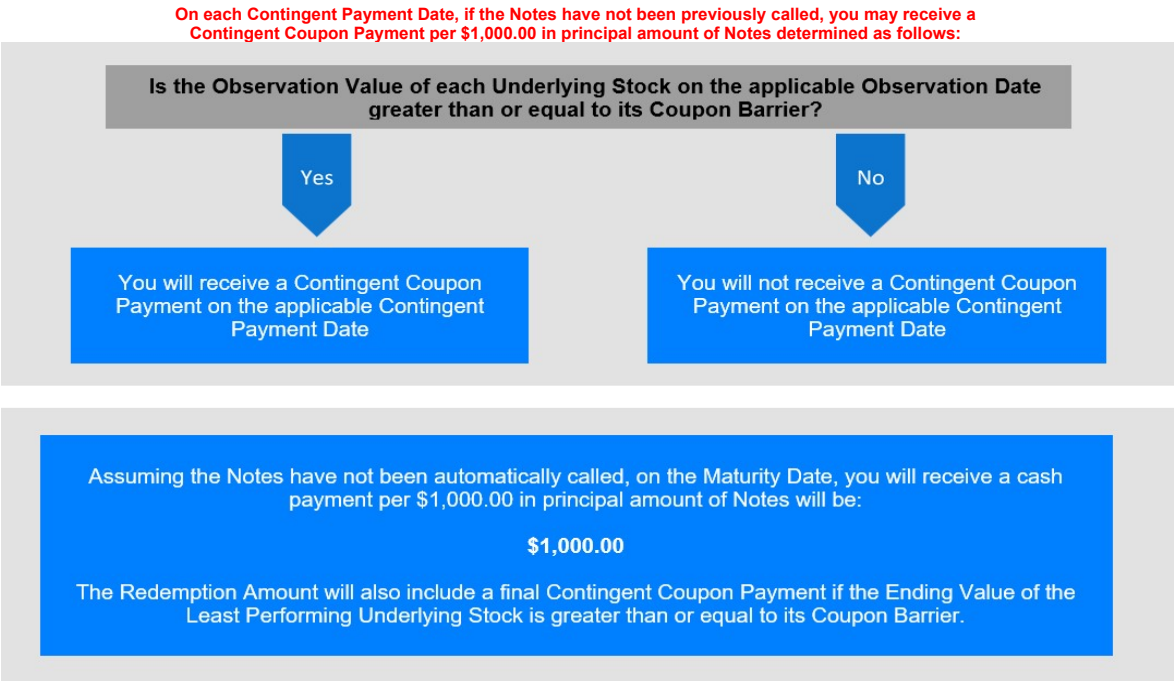 On each Contingent Payment Date, if the Notes have not been previously called, you may receive a
Contingent Coupon Payment per $1,000.00 in principal amount of Notes determined as follows:
Is the Observation Value of each Underlying Stock on the applicable Observation Date
greater than or equal to its Coupon Barrier?
Yes
No
You will receive a Contingent Coupon
Payment on the applicable Contingent
Payment Date
You will not receive a Contingent Coupon
Payment on the applicable Contingent
Payment Date
Assuming the Notes have not been automatically called, on the Maturity Date, you will receive a cash
payment per $1,000.00 in principal amount of Notes will be:
$1,000.00
The Redemption Amount will also include a final Contingent Coupon Payment if the Ending Value of the
Least Performing Underlying Stock is greater than or equal to its Coupon Barrier.